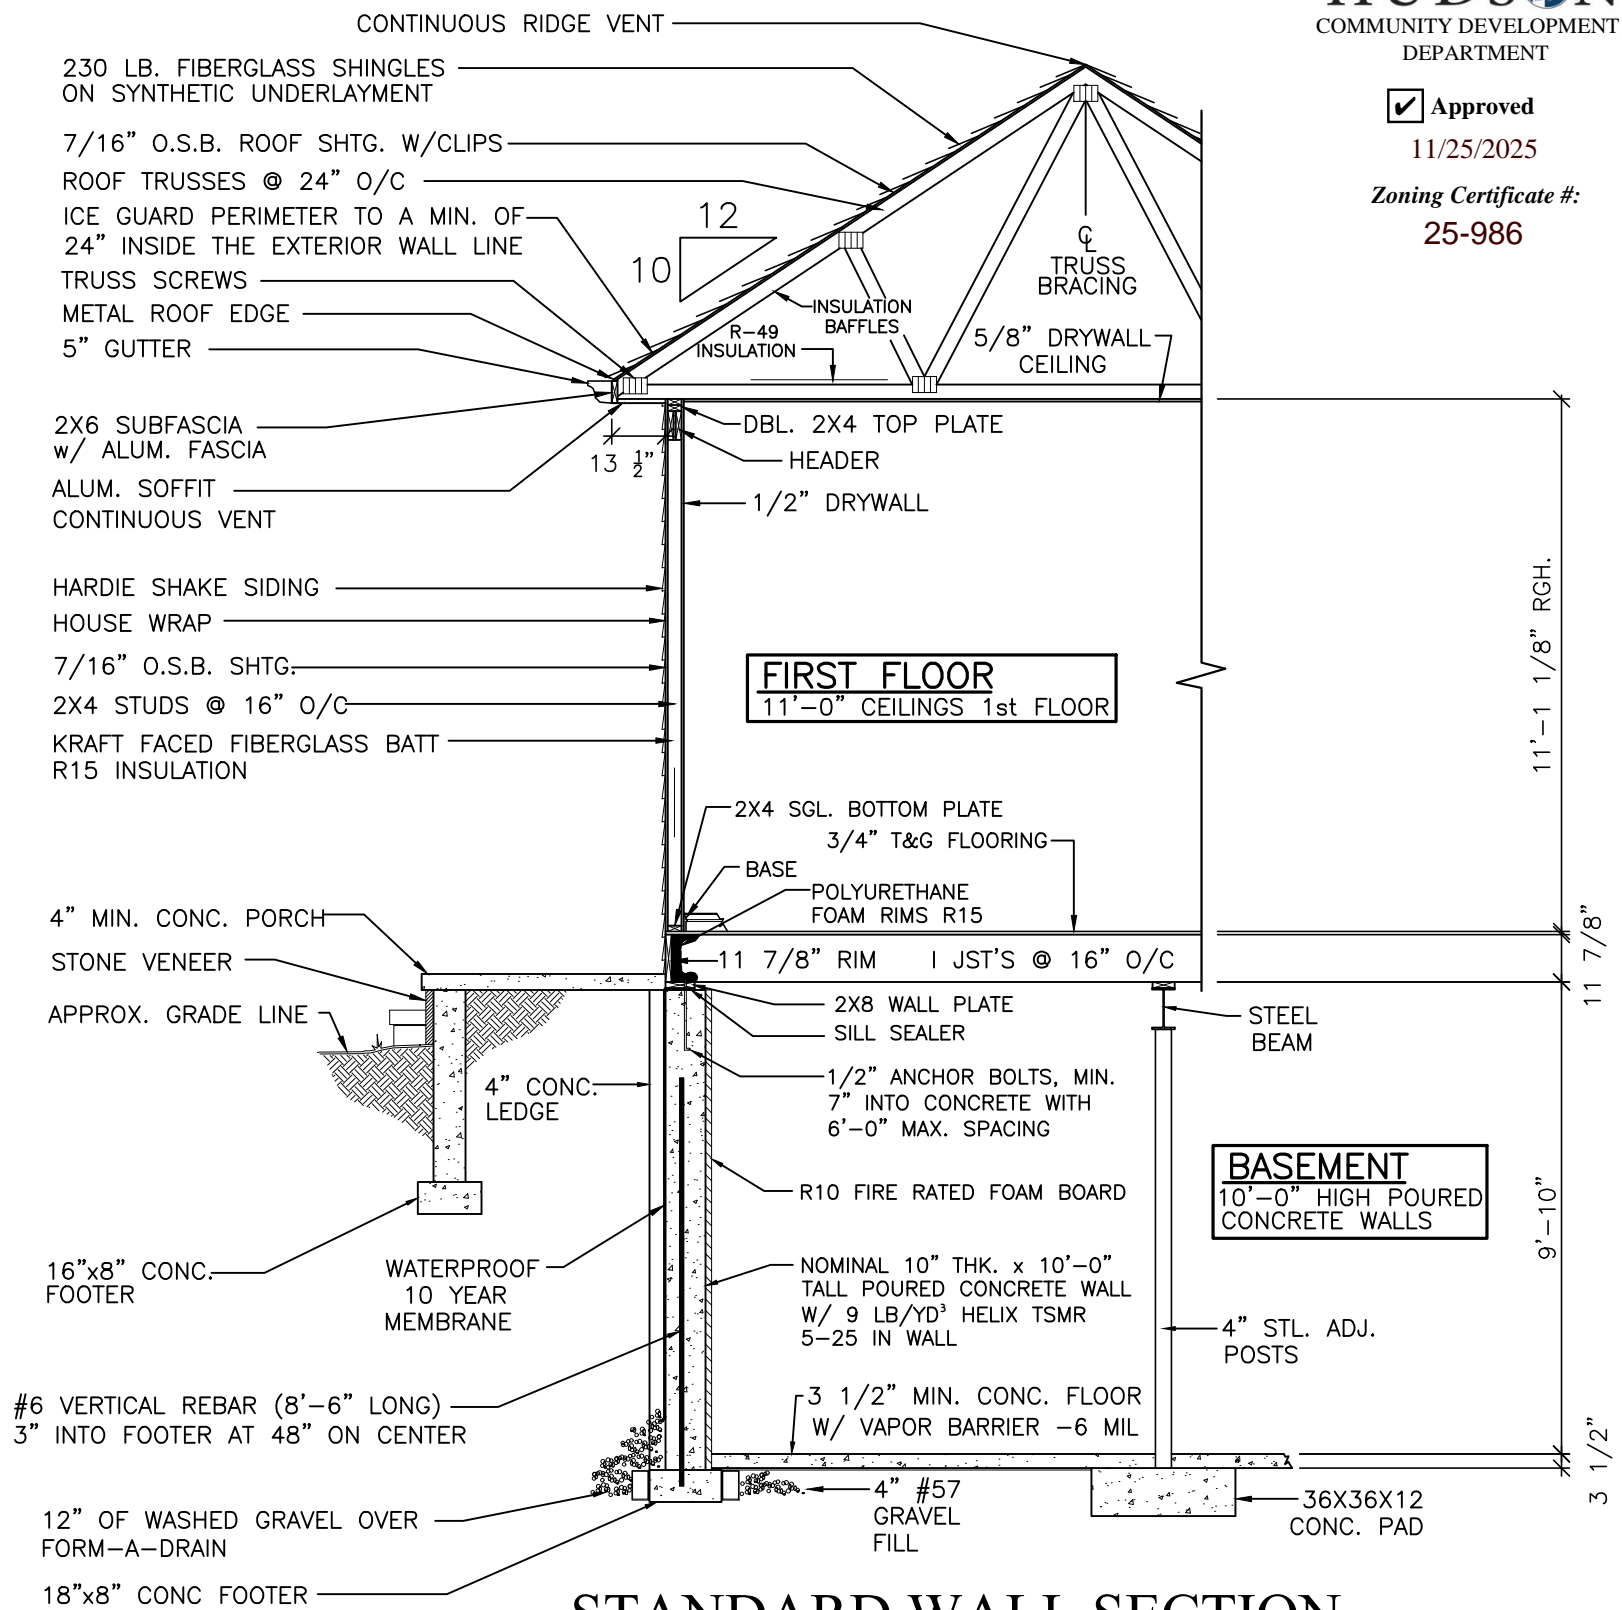 HUDSON
COMMUNITY DEVELOPMENT
DEPARTMENT
✔ Approved
11/25/2025
Zoning Certificate #:
25-986
CONTINUOUS RIDGE VENT
230 LB. FIBERGLASS SHINGLES
ON SYNTHETIC UNDERLAYMENT
7/16" O.S.B. ROOF SHTG. W/CLIPS
ROOF TRUSSES @ 24" O/C
ICE GUARD PERIMETER TO A MIN. OF
24" INSIDE THE EXTERIOR WALL LINE
TRUSS SCREWS
METAL ROOF EDGE
5" GUTTER
12
10
℄
TRUSS
BRACING
INSULATION
BAFFLES
R-49
INSULATION
5/8" DRYWALL
CEILING
2X6 SUBFASCIA
w/ ALUM. FASCIA
ALUM. SOFFIT
CONTINUOUS VENT
13 1/2"
DBL. 2X4 TOP PLATE
HEADER
1/2" DRYWALL
HARDIE SHAKE SIDING
HOUSE WRAP
7/16" O.S.B. SHTG.
2X4 STUDS @ 16" O/C
KRAFT FACED FIBERGLASS BATT
R15 INSULATION
FIRST FLOOR
11'-0" CEILINGS 1st FLOOR
11'-1 1/8" RGH.
2X4 SGL. BOTTOM PLATE
3/4" T&G FLOORING
BASE
POLYURETHANE
FOAM RIMS R15
4" MIN. CONC. PORCH
STONE VENEER
APPROX. GRADE LINE
11 7/8" RIM
I JST'S @ 16" O/C
11 7/8"
2X8 WALL PLATE
SILL SEALER
STEEL
BEAM
4" CONC.
LEDGE
1/2" ANCHOR BOLTS, MIN.
7" INTO CONCRETE WITH
6'-0" MAX. SPACING
R10 FIRE RATED FOAM BOARD
BASEMENT
10'-0" HIGH POURED
CONCRETE WALLS
9'-10"
16"x8" CONC.
FOOTER
WATERPROOF
10 YEAR
MEMBRANE
NOMINAL 10" THK. x 10'-0"
TALL POURED CONCRETE WALL
W/ 9 LB/YD³ HELIX TSMR
5-25 IN WALL
4" STL. ADJ.
POSTS
#6 VERTICAL REBAR (8'-6" LONG)
3" INTO FOOTER AT 48" ON CENTER
3 1/2" MIN. CONC. FLOOR
W/ VAPOR BARRIER -6 MIL
3 1/2"
12" OF WASHED GRAVEL OVER
FORM-A-DRAIN
4" #57
GRAVEL
FILL
36X36X12
CONC. PAD
18"x8" CONC FOOTER
STANDARD WALL SECTION